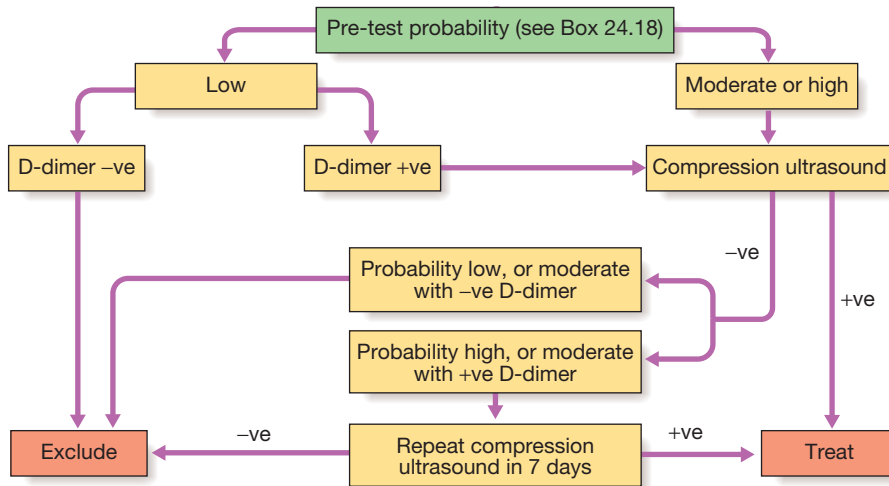 Pre-test probability (see Box 24.18)
Low
Moderate or high
D-dimer –ve
D-dimer +ve
Compression ultrasound
–ve
+ve
Probability low, or moderate
with –ve D-dimer
Probability high, or moderate
with +ve D-dimer
Exclude
–ve
Repeat compression
ultrasound in 7 days
+ve
Treat